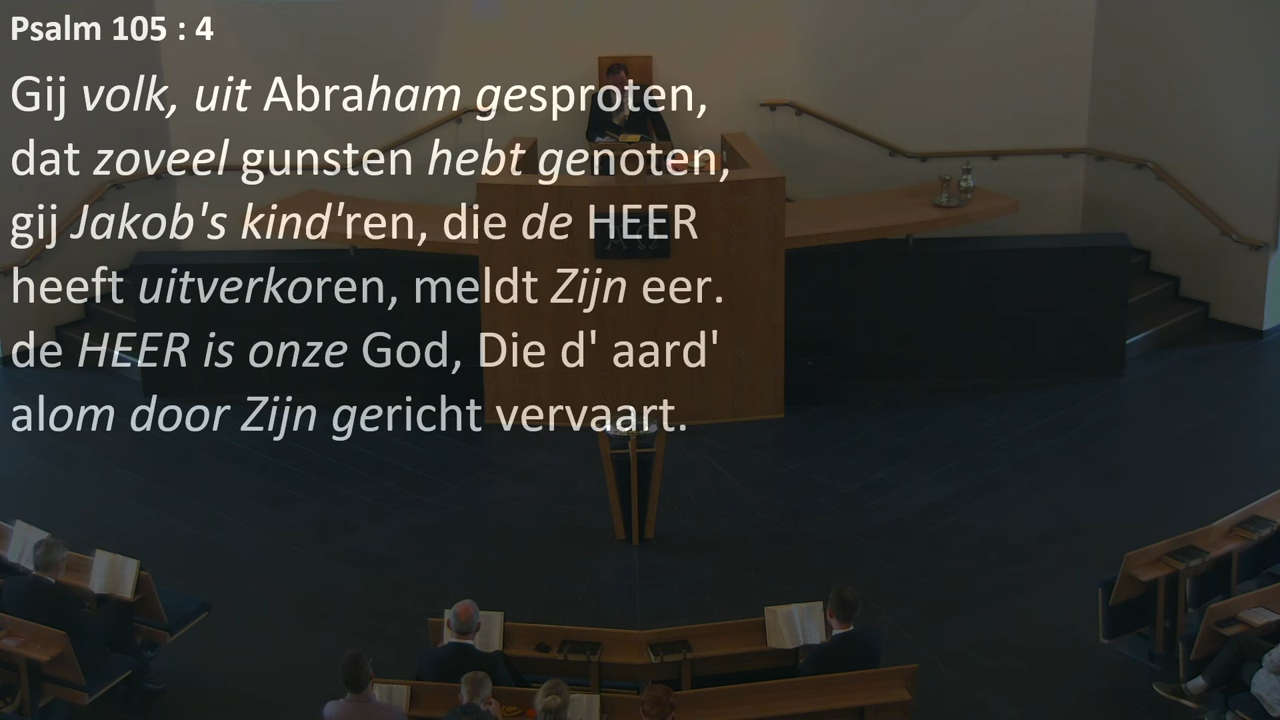 Psalm 105 : 4
Gij volk, uit Abraham gesproten,
dat zoveel gunsten hebt genoten,
gij Jakob's kind'ren, die de HEER
heeft uitverkoren, meldt Zijn eer.
de HEER is onze God, Die d' aard'
alom door Zijn gericht vervaart.